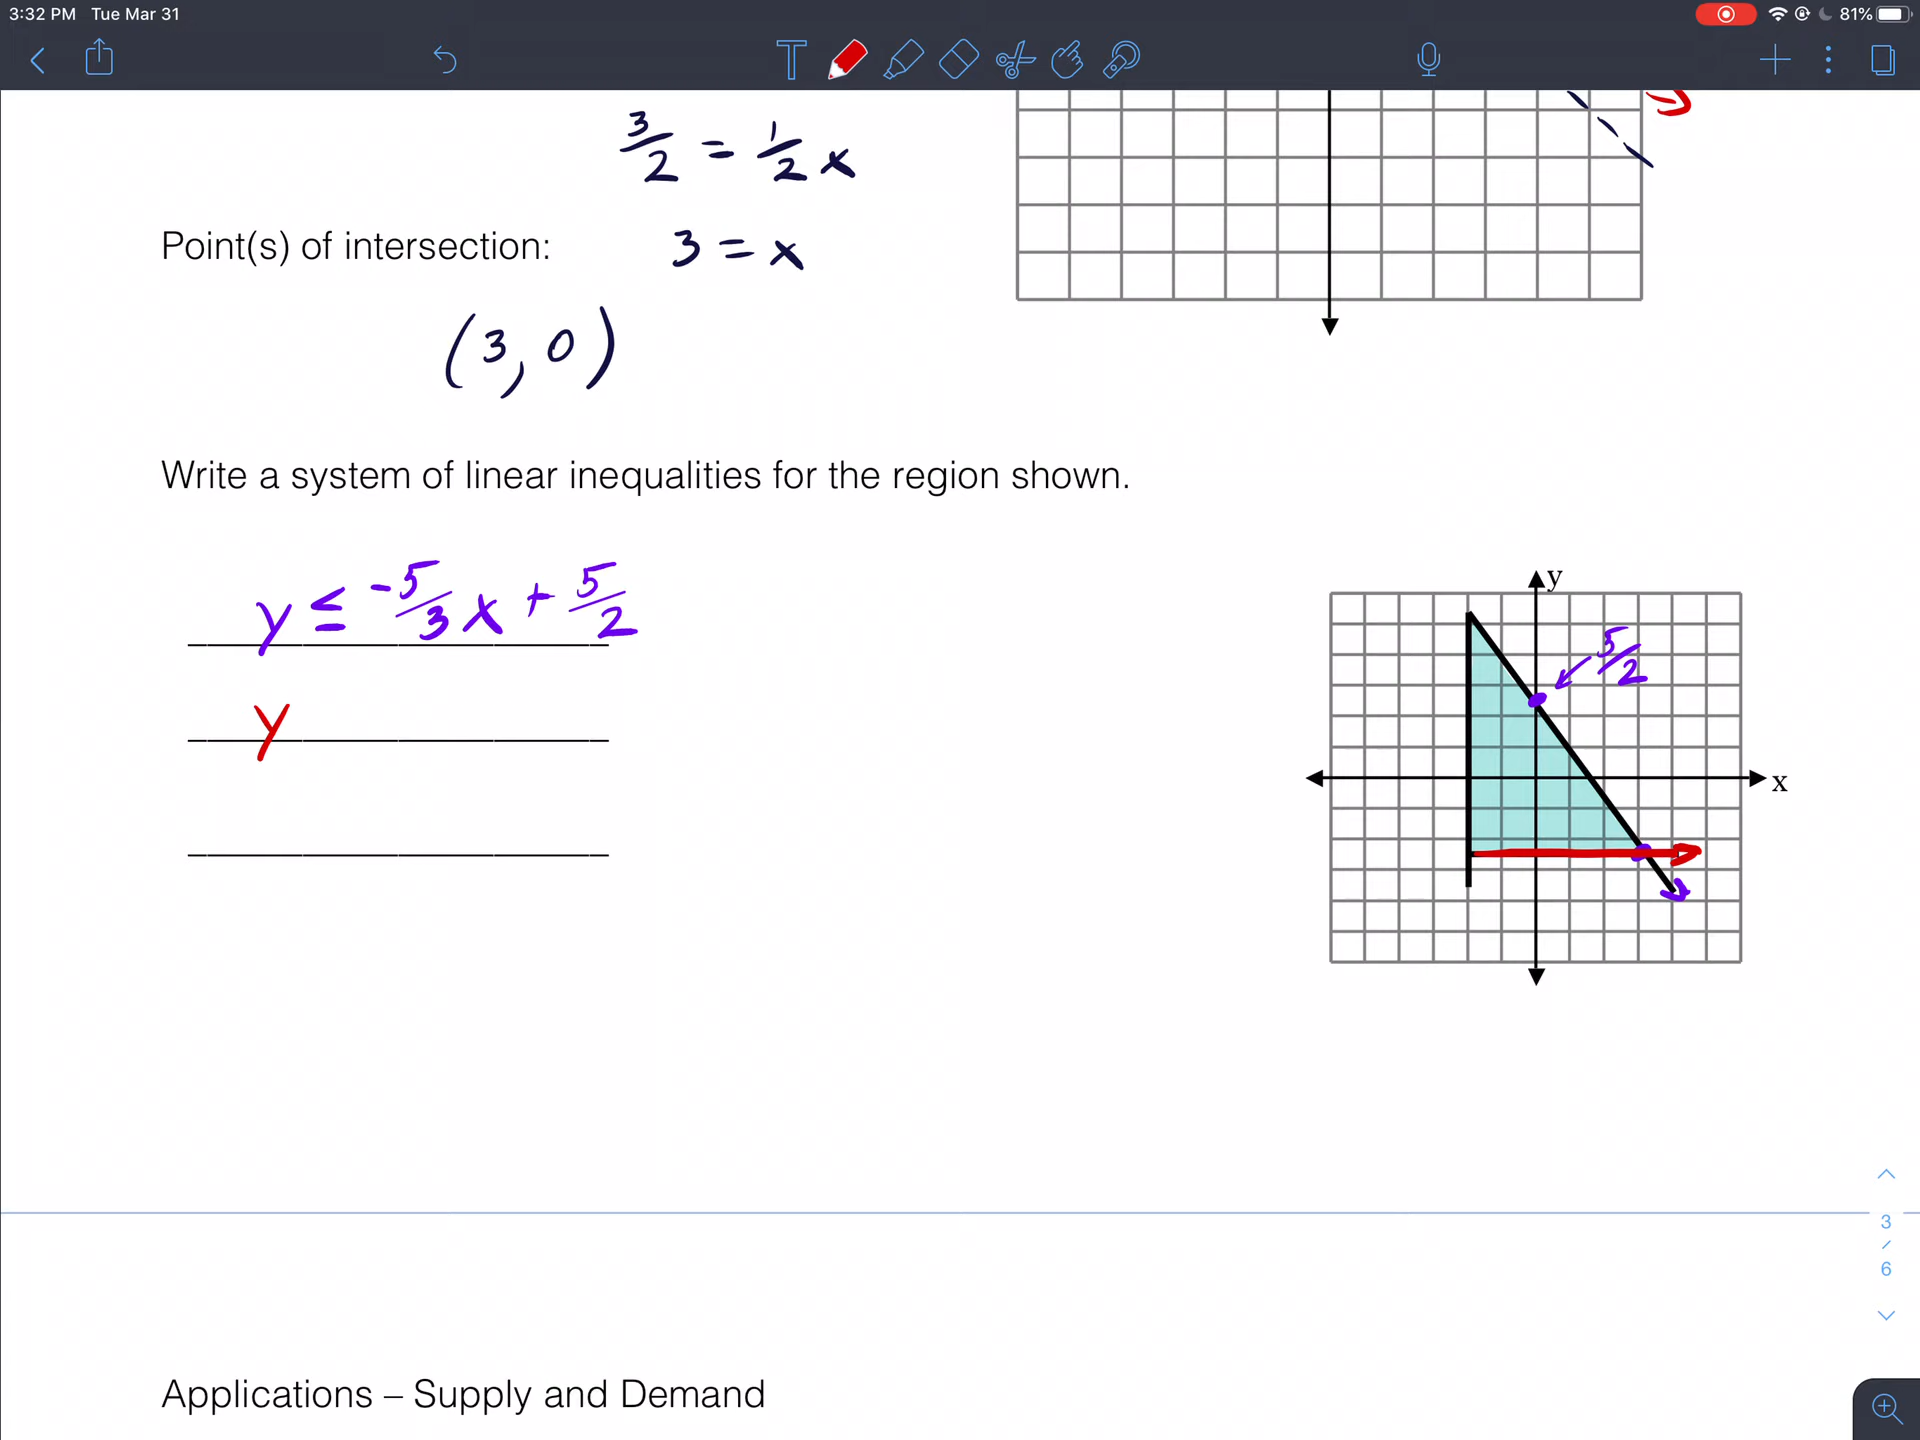 3:32 PM Tue Mar 31 81%
3/2 = 1/2 x
Point(s) of intersection: 3 = x
(3, 0)
Write a system of linear inequalities for the region shown.
y ≤ -5/3 x + 5/2
y
y
5/2
x
3
/
6
Applications – Supply and Demand